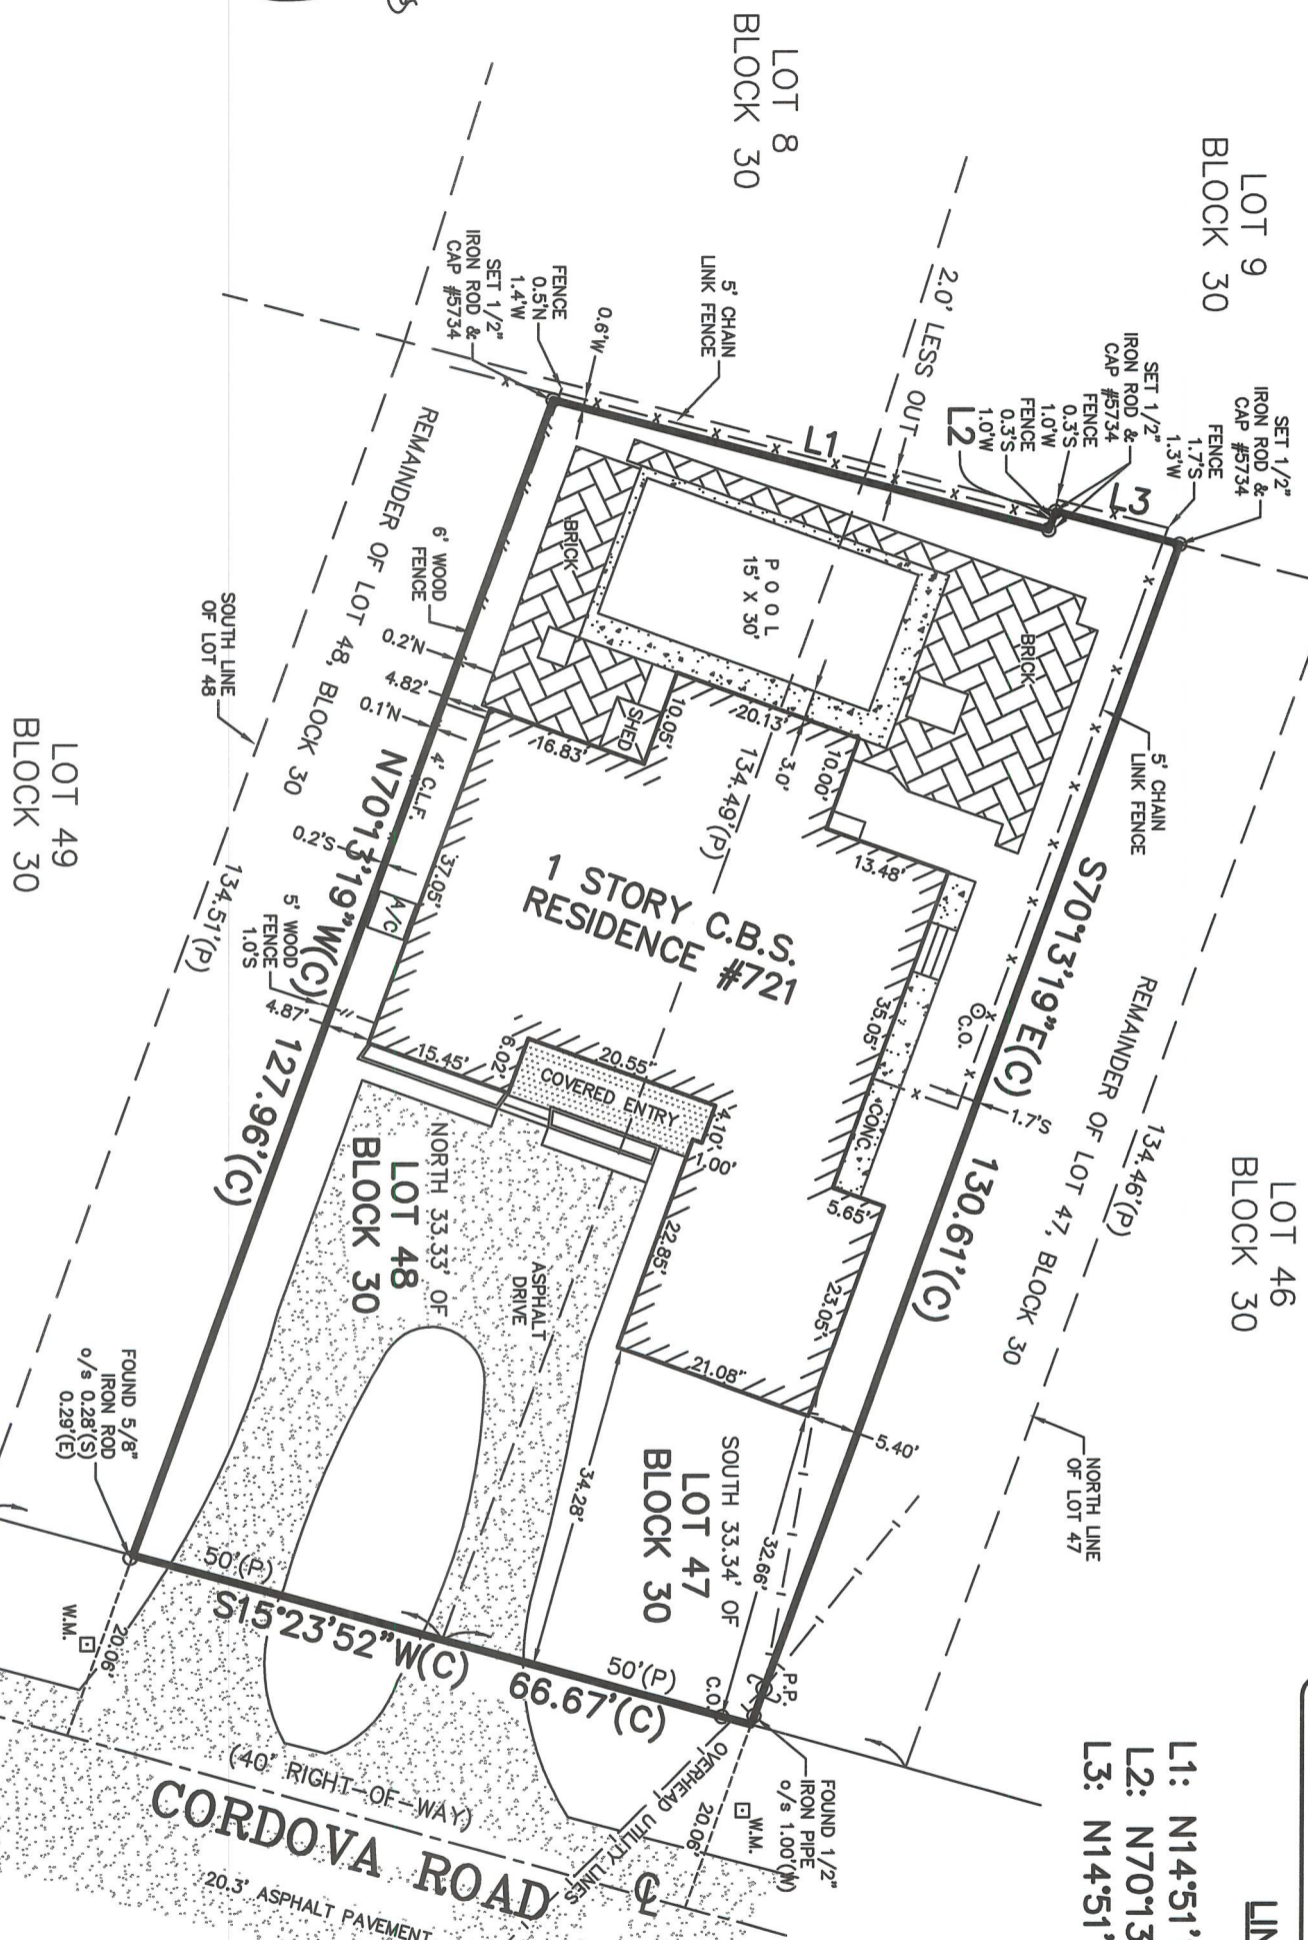 LOT 9
BLOCK 30
LOT 8
BLOCK 30
LOT 46
BLOCK 30
LOT 49
BLOCK 30
SET 1/2"
IRON ROD &
CAP #5734
FENCE
1.7'S
1.3'W
SET 1/2"
IRON ROD &
CAP #5734
FENCE
0.3'S
1.0'W
FENCE
0.3'S
1.0'W
L2
L3
L1
2.0' LESS OUT
5' CHAIN
LINK FENCE
0.6'W
FENCE
0.5'N
1.4'W
SET 1/2"
IRON ROD &
CAP #5734
REMAINDER OF LOT 48, BLOCK 30
SOUTH LINE
OF LOT 48
134.51'(P)
6' WOOD
FENCE
0.2'N
4.82'
0.1'N
4' C.L.F.
0.2'S
A/C
5' WOOD
FENCE
1.0'S
4.87'
N70°13'19"W(C) 127.96'(C)
BRICK
POOL
15' X 30'
BRICK
SHED
16.83'
10.05'
20.13'
3.0'
10.00'
134.49'(P)
13.48'
37.05'
1 STORY C.B.S.
RESIDENCE #721
35.05'
CONC.
C.O.
5' CHAIN
LINK FENCE
S70°13'19"E(C) 130.61'(C)
REMAINDER OF LOT 47, BLOCK 30
134.46'(P)
1.7'S
NORTH LINE
OF LOT 47
15.45'
6.02'
20.55'
COVERED ENTRY
4.10'
1.00'
22.85'
5.65'
23.05'
21.08'
5.40'
NORTH 33.33' OF
LOT 48
BLOCK 30
ASPHALT
DRIVE
34.28'
SOUTH 33.34' OF
LOT 47
BLOCK 30
32.66'
FOUND 5/8"
IRON ROD
o/s 0.28'(S)
0.29'(E)
50'(P)
S15°23'52"W(C) 66.67'(C)
50'(P)
C.O.
P.P.
FOUND 1/2"
IRON PIPE
o/s 1.00'(W)
W.M.
20.06'
W.M.
20.06'
OVERHEAD UTILITY LINES
(40' RIGHT-OF-WAY)
CORDOVA ROAD
20.3' ASPHALT PAVEMENT
LIN
L1: N14°51'
L2: N70°13
L3: N14°51'